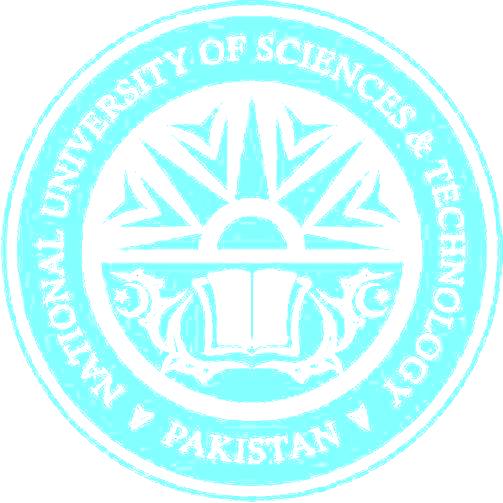 NATIONAL UNIVERSITY OF SCIENCES & TECHNOLOGY
PAKISTAN